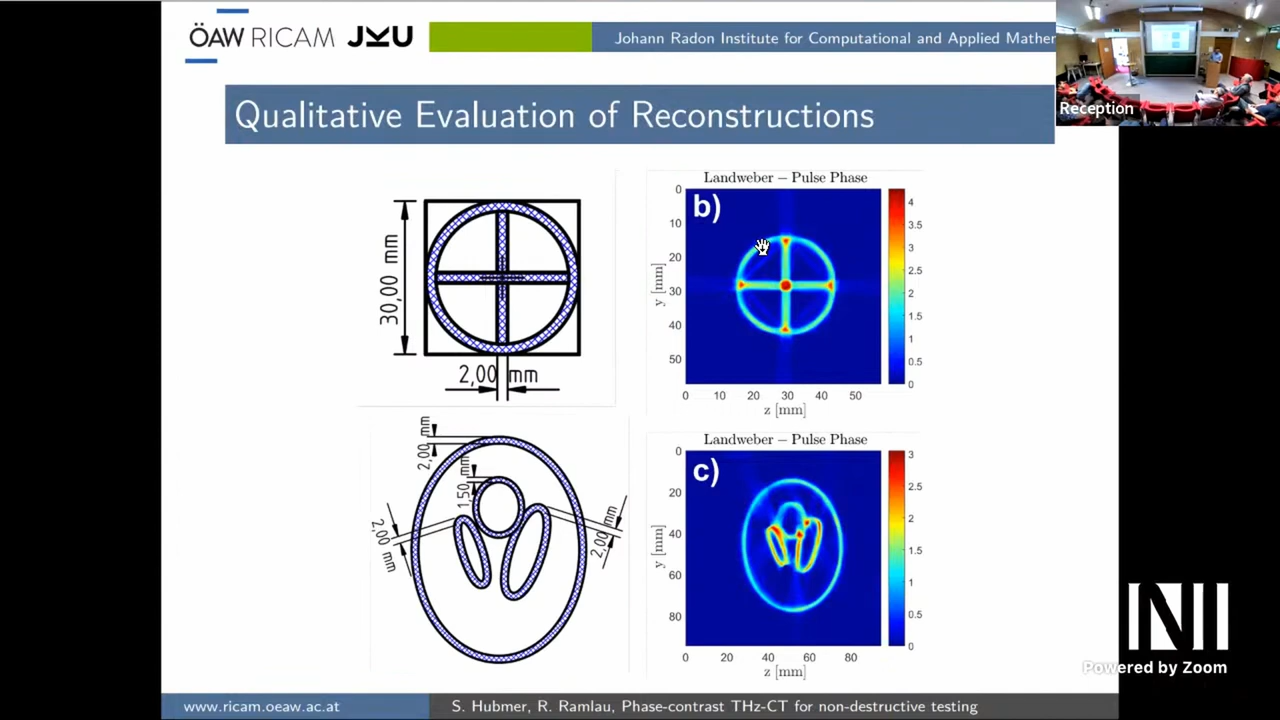 ÖAW RICAM JKU
Johann Radon Institute for Computational and Applied Mathe
Reception
Qualitative Evaluation of Reconstructions
30,00 mm
2,00 mm
Landweber – Pulse Phase
b)
0
10
20
30
40
50
y [mm]
0 10 20 30 40 50
z [mm]
4
3.5
3
2.5
2
1.5
1
0.5
0
2,00 mm
1,50 mm
2,00 mm
2,00 mm
Landweber – Pulse Phase
c)
0
20
40
60
80
y [mm]
0 20 40 60 80
z [mm]
3
2.5
2
1.5
1
0.5
0
NI
Powered by Zoom
www.ricam.oeaw.ac.at
S. Hubmer, R. Ramlau, Phase-contrast THz-CT for non-destructive testing